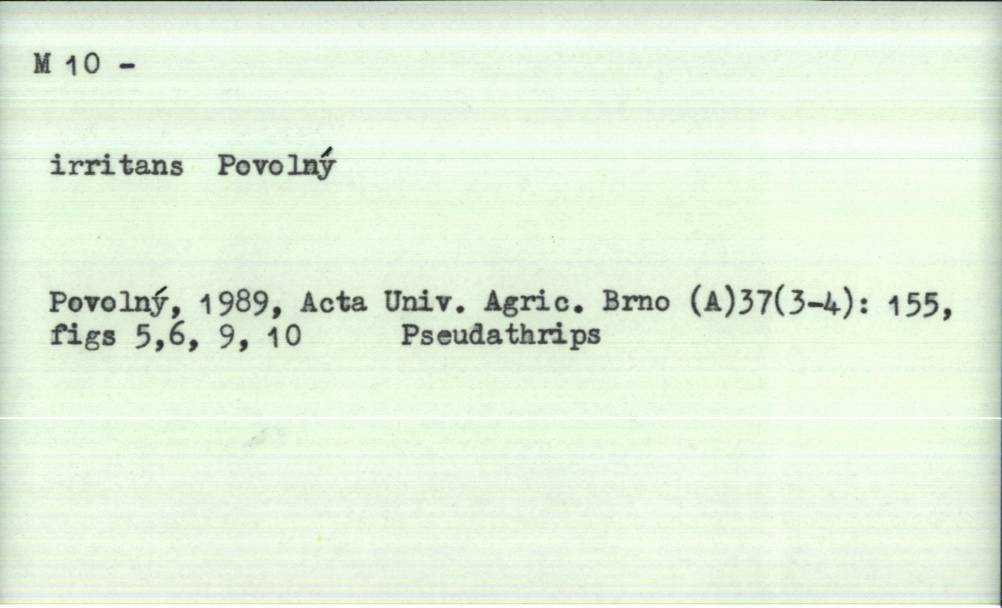 M 10 -
irritans Povolný
Povolný, 1989, Acta Univ. Agric. Brno (A)37(3-4): 155,
figs 5,6, 9, 10 Pseudathrips